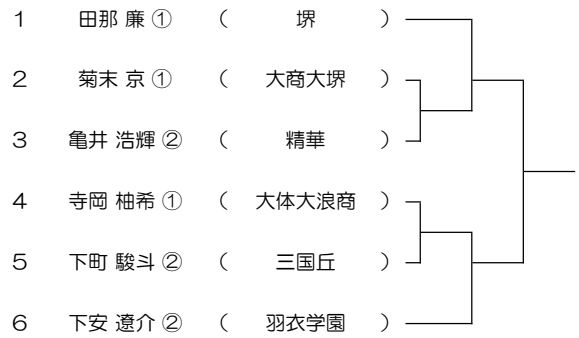 1 田那 廉 ① ( 堺 )
2 菊末 京 ① ( 大商大堺 )
3 亀井 浩輝 ② ( 精華 )
4 寺岡 柚希 ① ( 大体大浪商 )
5 下町 駿斗 ② ( 三国丘 )
6 下安 遼介 ② ( 羽衣学園 )